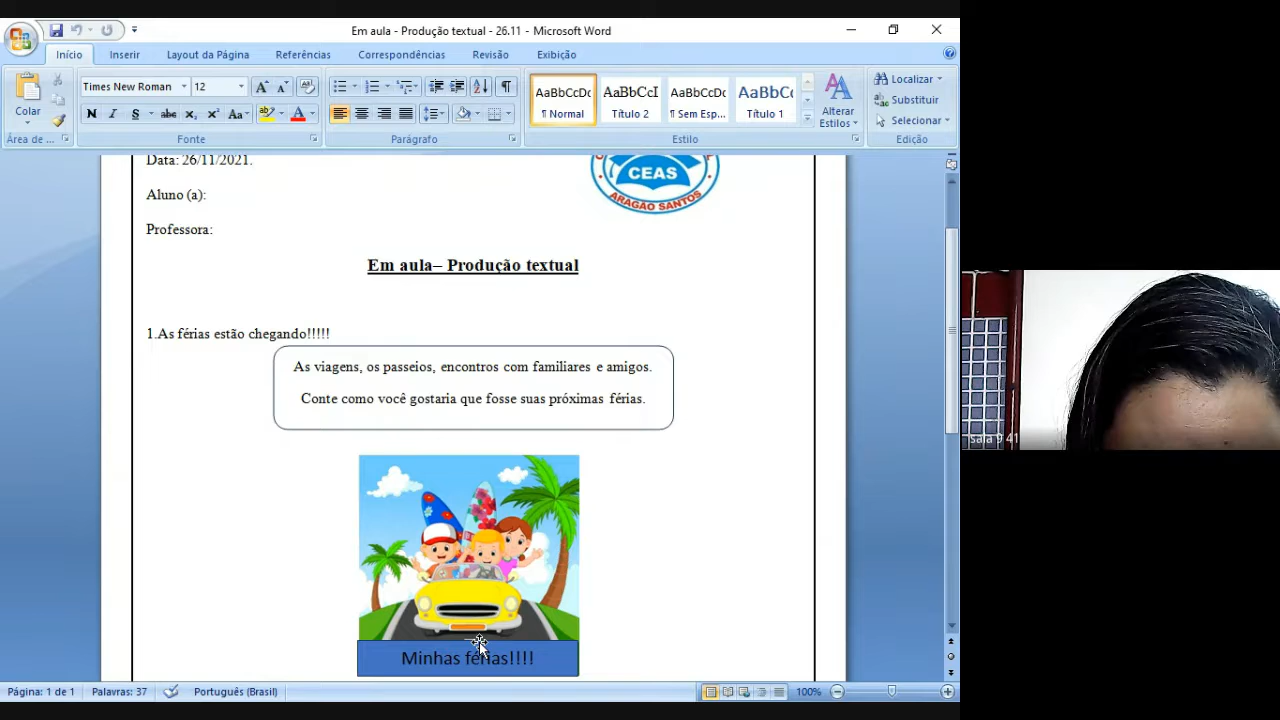 Em aula - Produção textual - 26.11 - Microsoft Word
Início Inserir Layout da Página Referências Correspondências Revisão Exibição
Colar
Times New Roman 12
N I S abc x₂ x² Aa
AaBbCcDc AaBbCcI AaBbCcDc AaBbCc
¶ Normal Título 2 ¶ Sem Esp... Título 1
Alterar
Estilos
Localizar
Substituir
Selecionar
Área de... Fonte Parágrafo Estilo Edição
Data: 26/11/2021.
CEAS
ARAGÃO SANTOS
Aluno (a):
Professora:
Em aula– Produção textual
1.As férias estão chegando!!!!!
As viagens, os passeios, encontros com familiares e amigos.
Conte como você gostaria que fosse suas próximas férias.
Minhas férias!!!!
sala 9 41
Página: 1 de 1 Palavras: 37 Português (Brasil) 100%